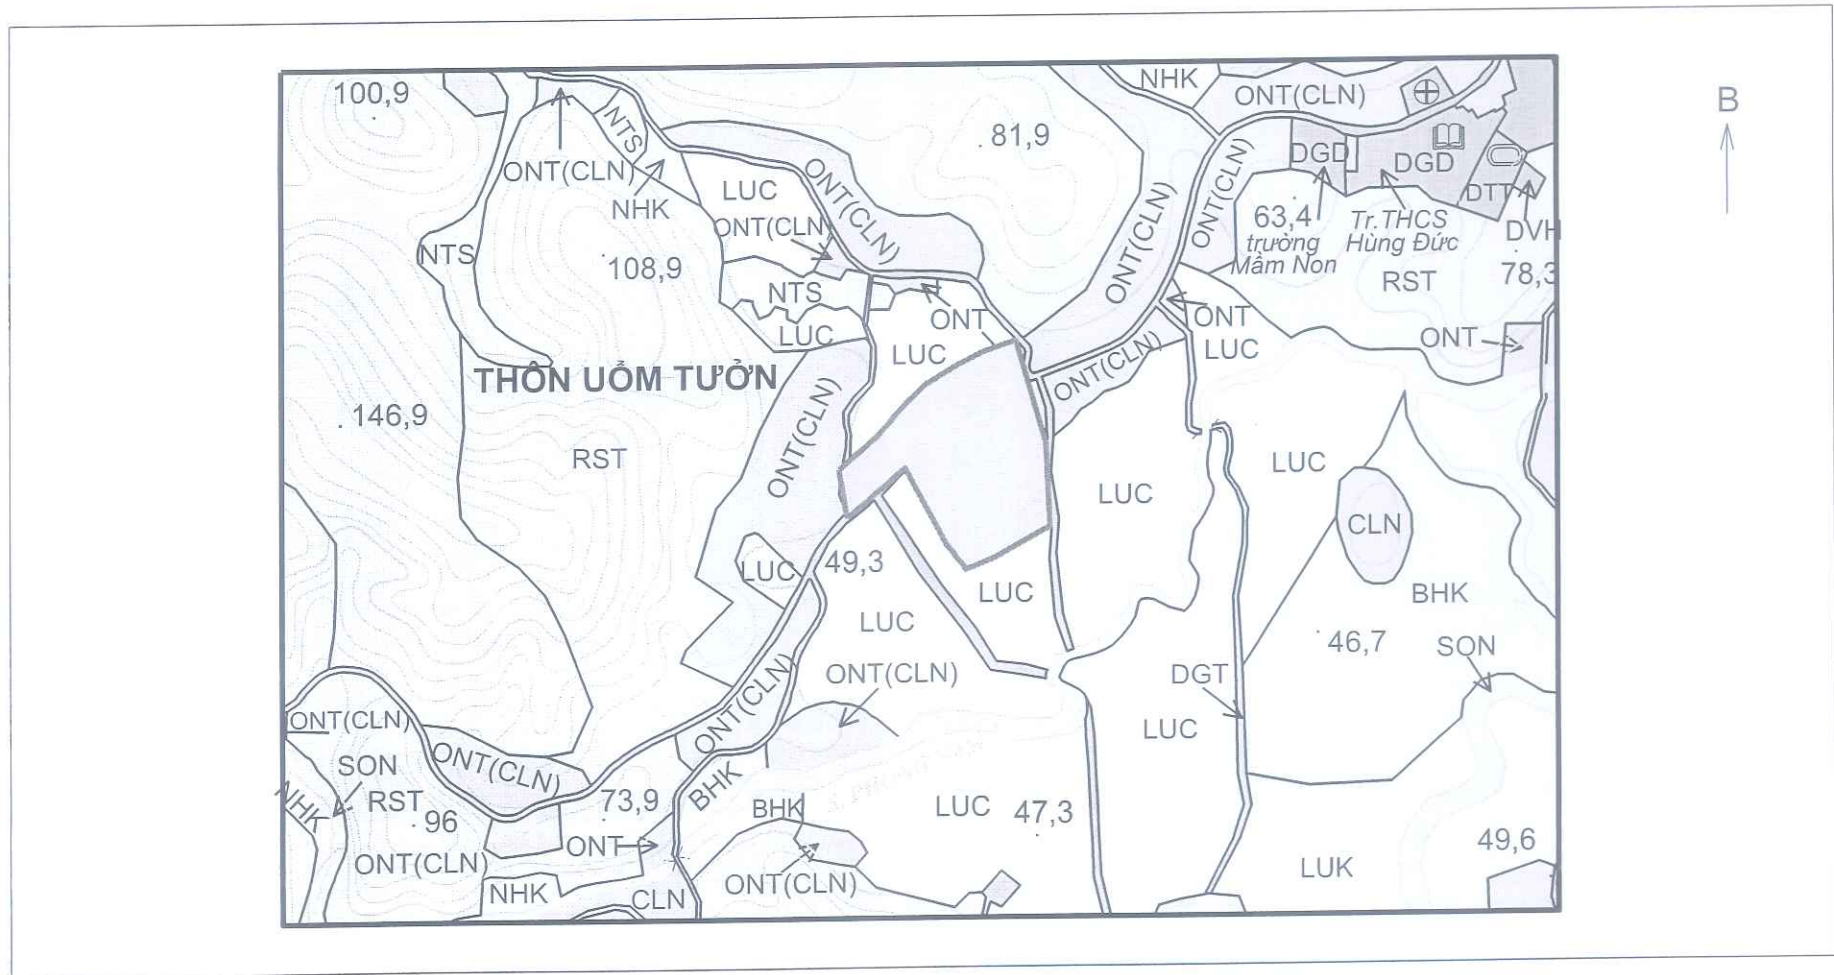 100,9
NHK
ONT(CLN)
B
NTS
81,9
ONT(CLN)
DGD
DGD
LUC
ONT(CLN)
ONT(CLN)
NHK
DTT
ONT(CLN)
63,4
Tr.THCS
Hùng Đức
DVH
trường
Mầm Non
ONT(CLN)
ONT(CLN)
NTS
108,9
RST
78,3
NTS
ONT
ONT
LUC
LUC
LUC
ONT
THÔN UỔM TƯỞN
ONT(CLN)
146,9
ONT(CLN)
RST
LUC
LUC
CLN
49,3
LUC
LUC
BHK
LUC
46,7
SON
ONT(CLN)
DGT
ONT(CLN)
ONT(CLN)
LUC
ONT(CLN)
SON
NHK
RST
96
73,9
BHK
BHK
LUC
47,3
ONT
49,6
ONT(CLN)
ONT(CLN)
LUK
NHK
CLN